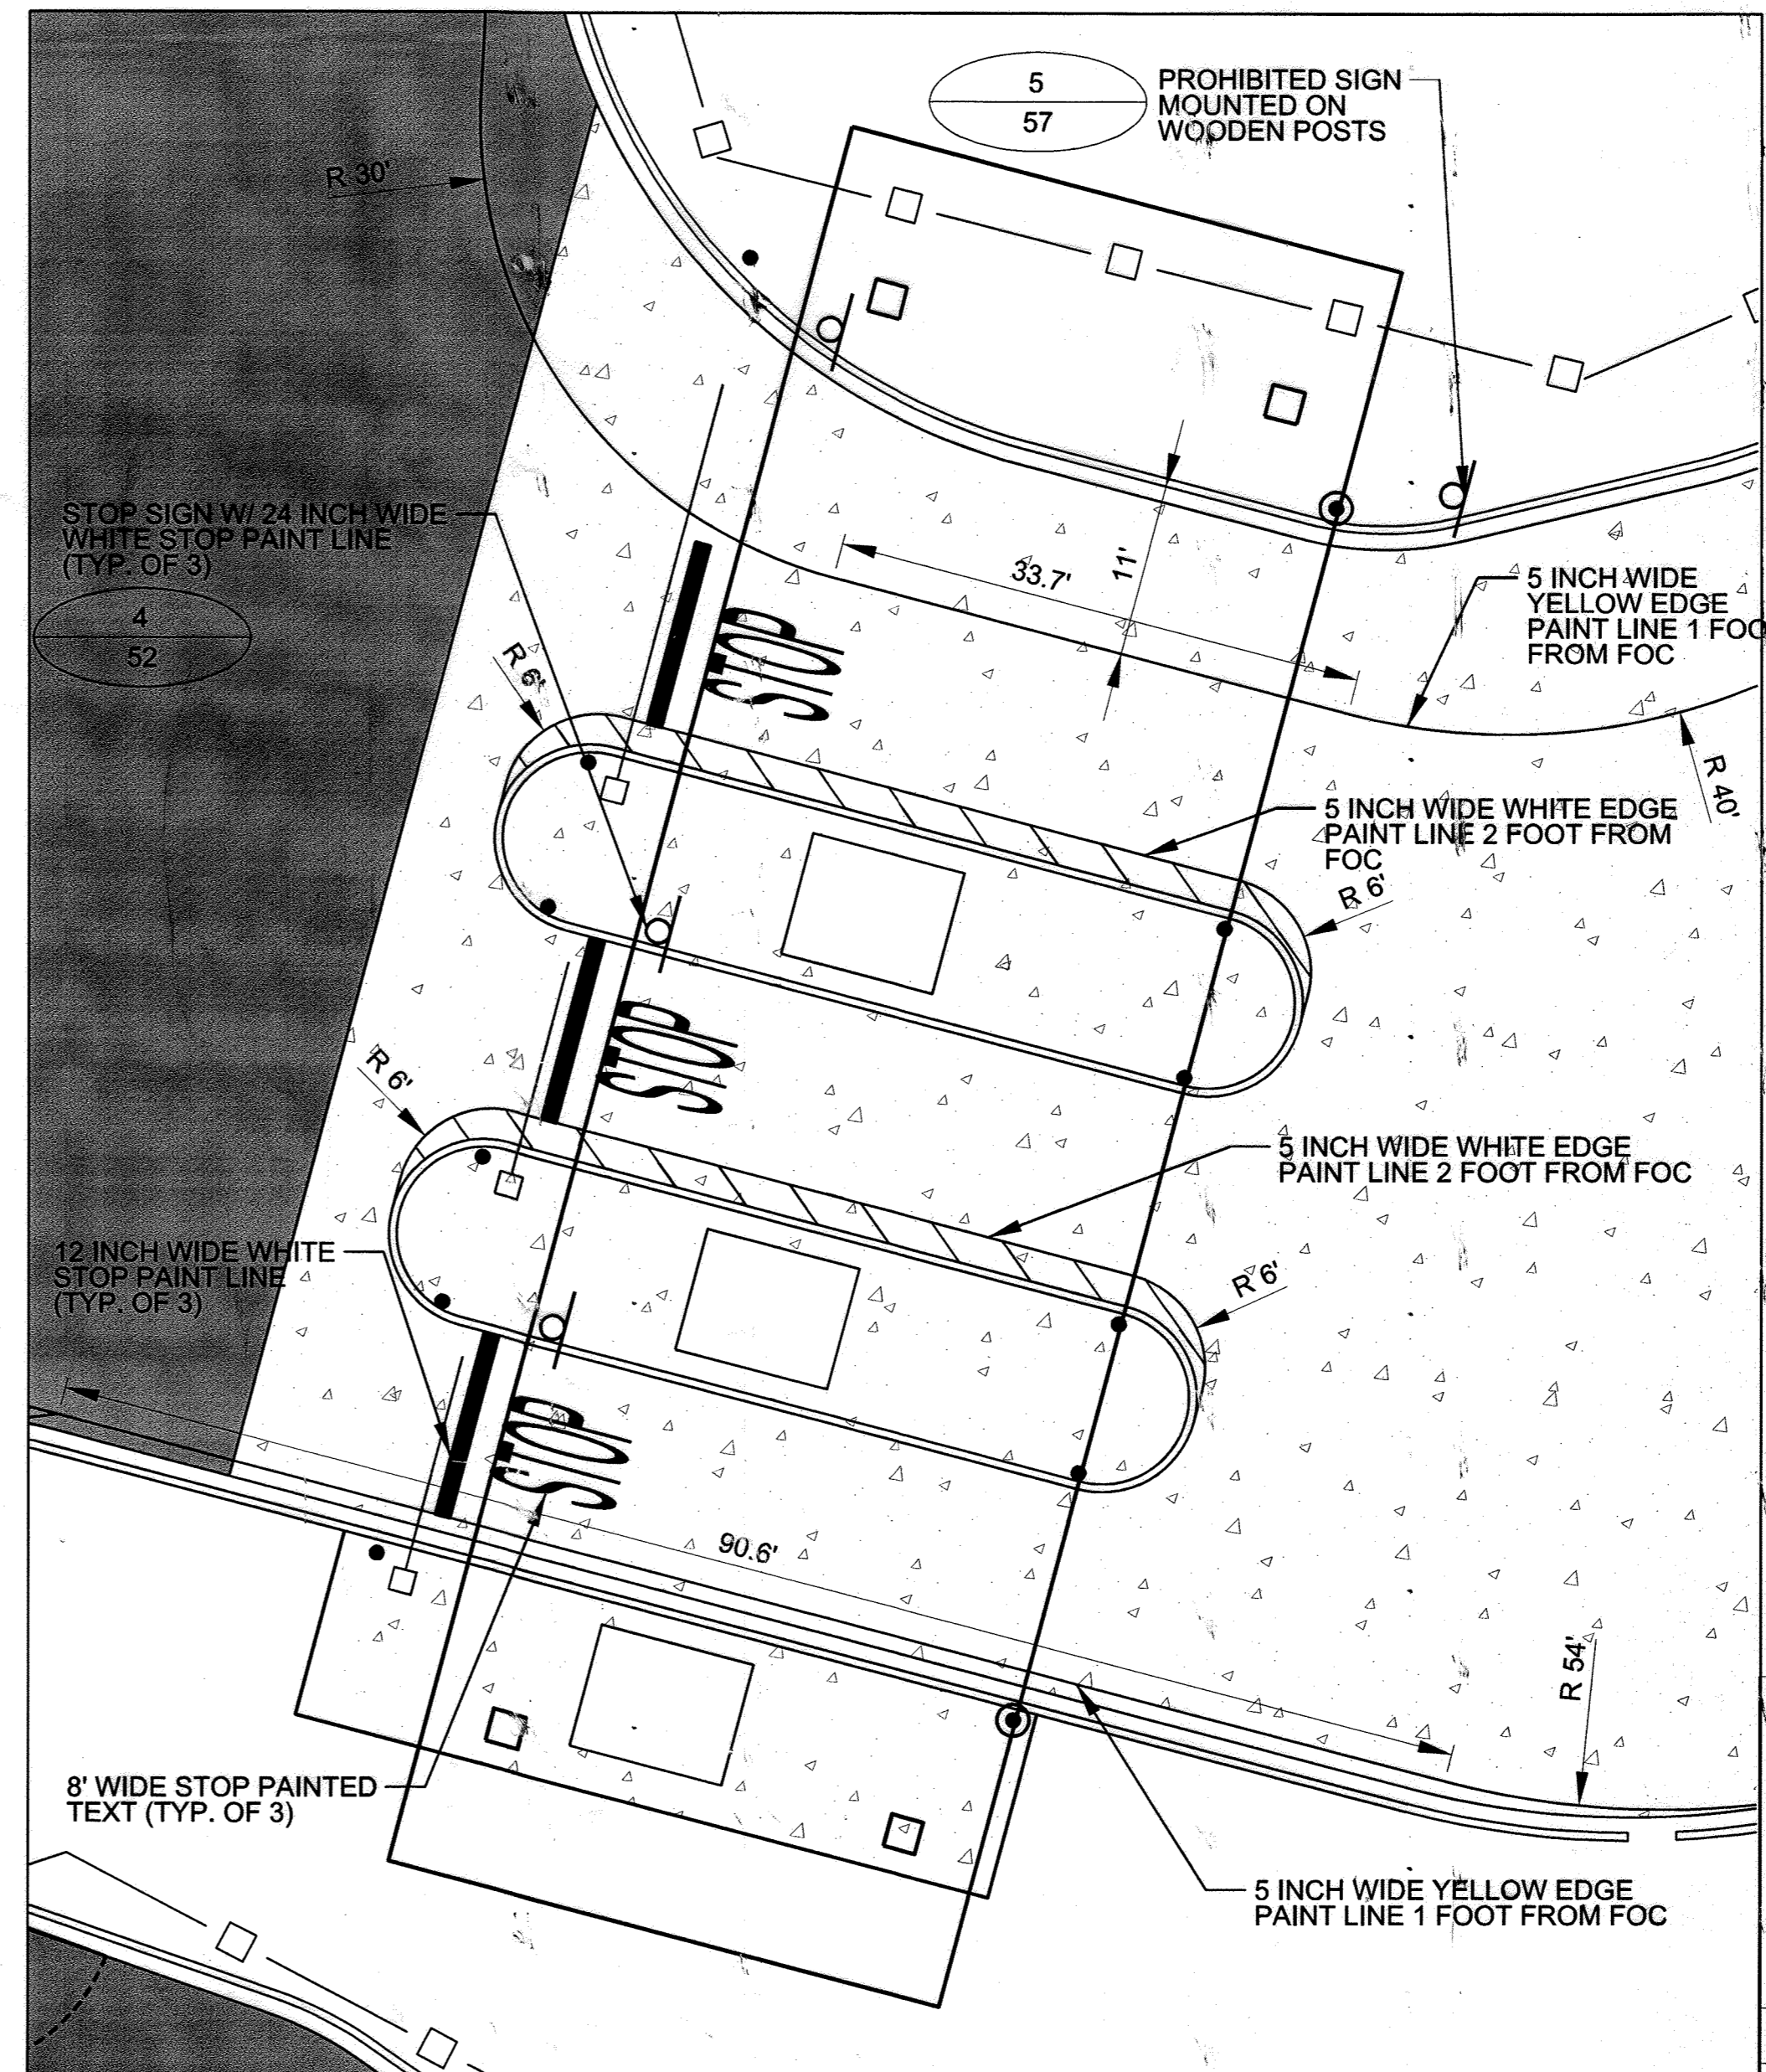 5
57
PROHIBITED SIGN
MOUNTED ON
WOODEN POSTS
R 30'
STOP SIGN W/ 24 INCH WIDE
WHITE STOP PAINT LINE
(TYP. OF 3)
4
52
33.7'
11'
5 INCH WIDE
YELLOW EDGE
PAINT LINE 1 FOO
FROM FOC
STOP
R 6'
R 40'
5 INCH WIDE WHITE EDGE
PAINT LINE 2 FOOT FROM
FOC
R 6'
STOP
R 6'
5 INCH WIDE WHITE EDGE
PAINT LINE 2 FOOT FROM FOC
12 INCH WIDE WHITE
STOP PAINT LINE
(TYP. OF 3)
R 6'
STOP
90.6'
R 54'
8' WIDE STOP PAINTED
TEXT (TYP. OF 3)
5 INCH WIDE YELLOW EDGE
PAINT LINE 1 FOOT FROM FOC